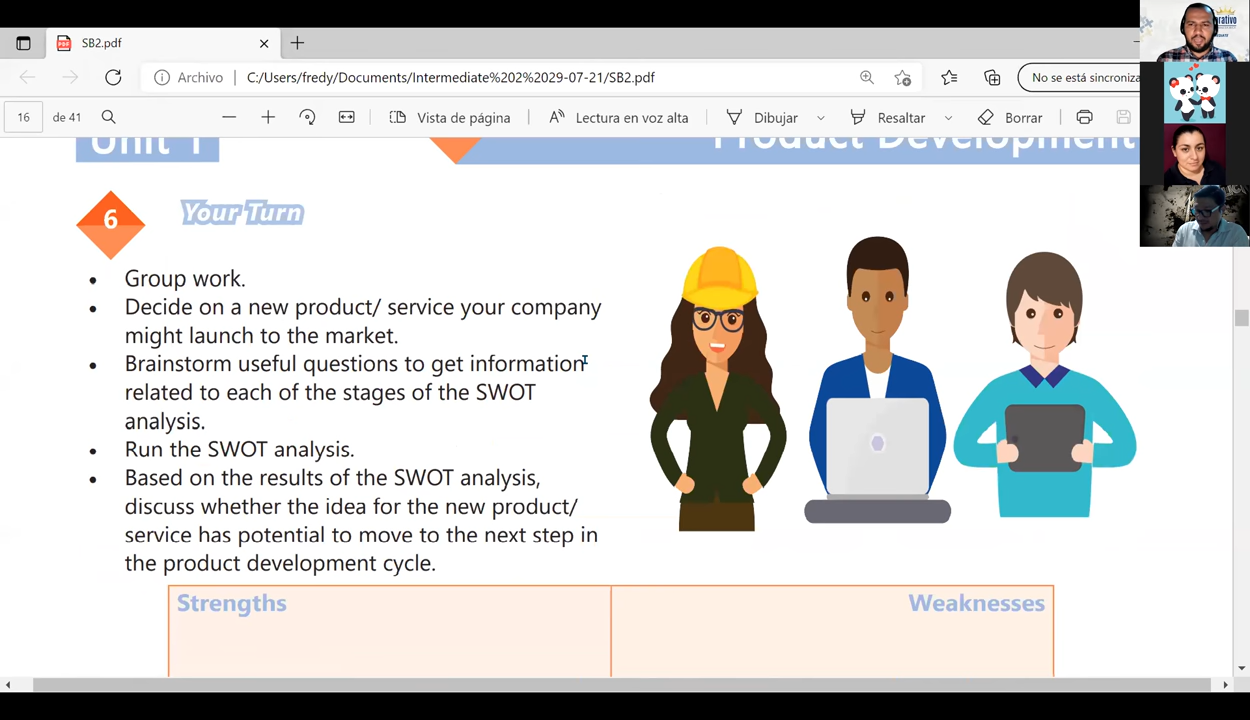 SB2.pdf
Archivo
C:/Users/fredy/Documents/Intermediate%202%2029-07-21/SB2.pdf
No se está sincroniza
16 de 41
Vista de página
Lectura en voz alta
Dibujar
Resaltar
Borrar
Unit 1
Product Development
6
Your Turn
• Group work.
• Decide on a new product/ service your company
might launch to the market.
• Brainstorm useful questions to get information
related to each of the stages of the SWOT
analysis.
• Run the SWOT analysis.
• Based on the results of the SWOT analysis,
discuss whether the idea for the new product/
service has potential to move to the next step in
the product development cycle.
Strengths
Weaknesses